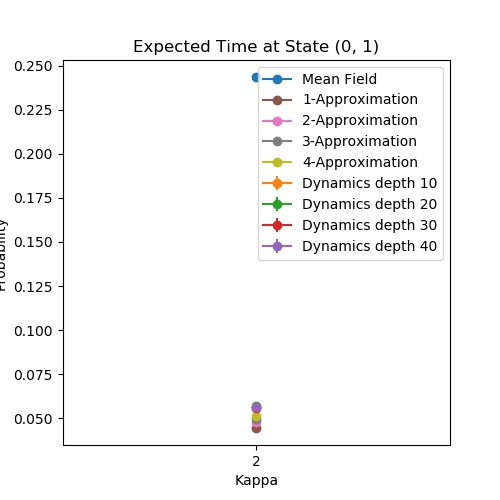 Expected Time at State (0, 1)
0.250
0.225
0.200
0.175
0.150
0.125
0.100
0.075
0.050
Probability
Mean Field
1-Approximation
2-Approximation
3-Approximation
4-Approximation
Dynamics depth 10
Dynamics depth 20
Dynamics depth 30
Dynamics depth 40
2
Kappa